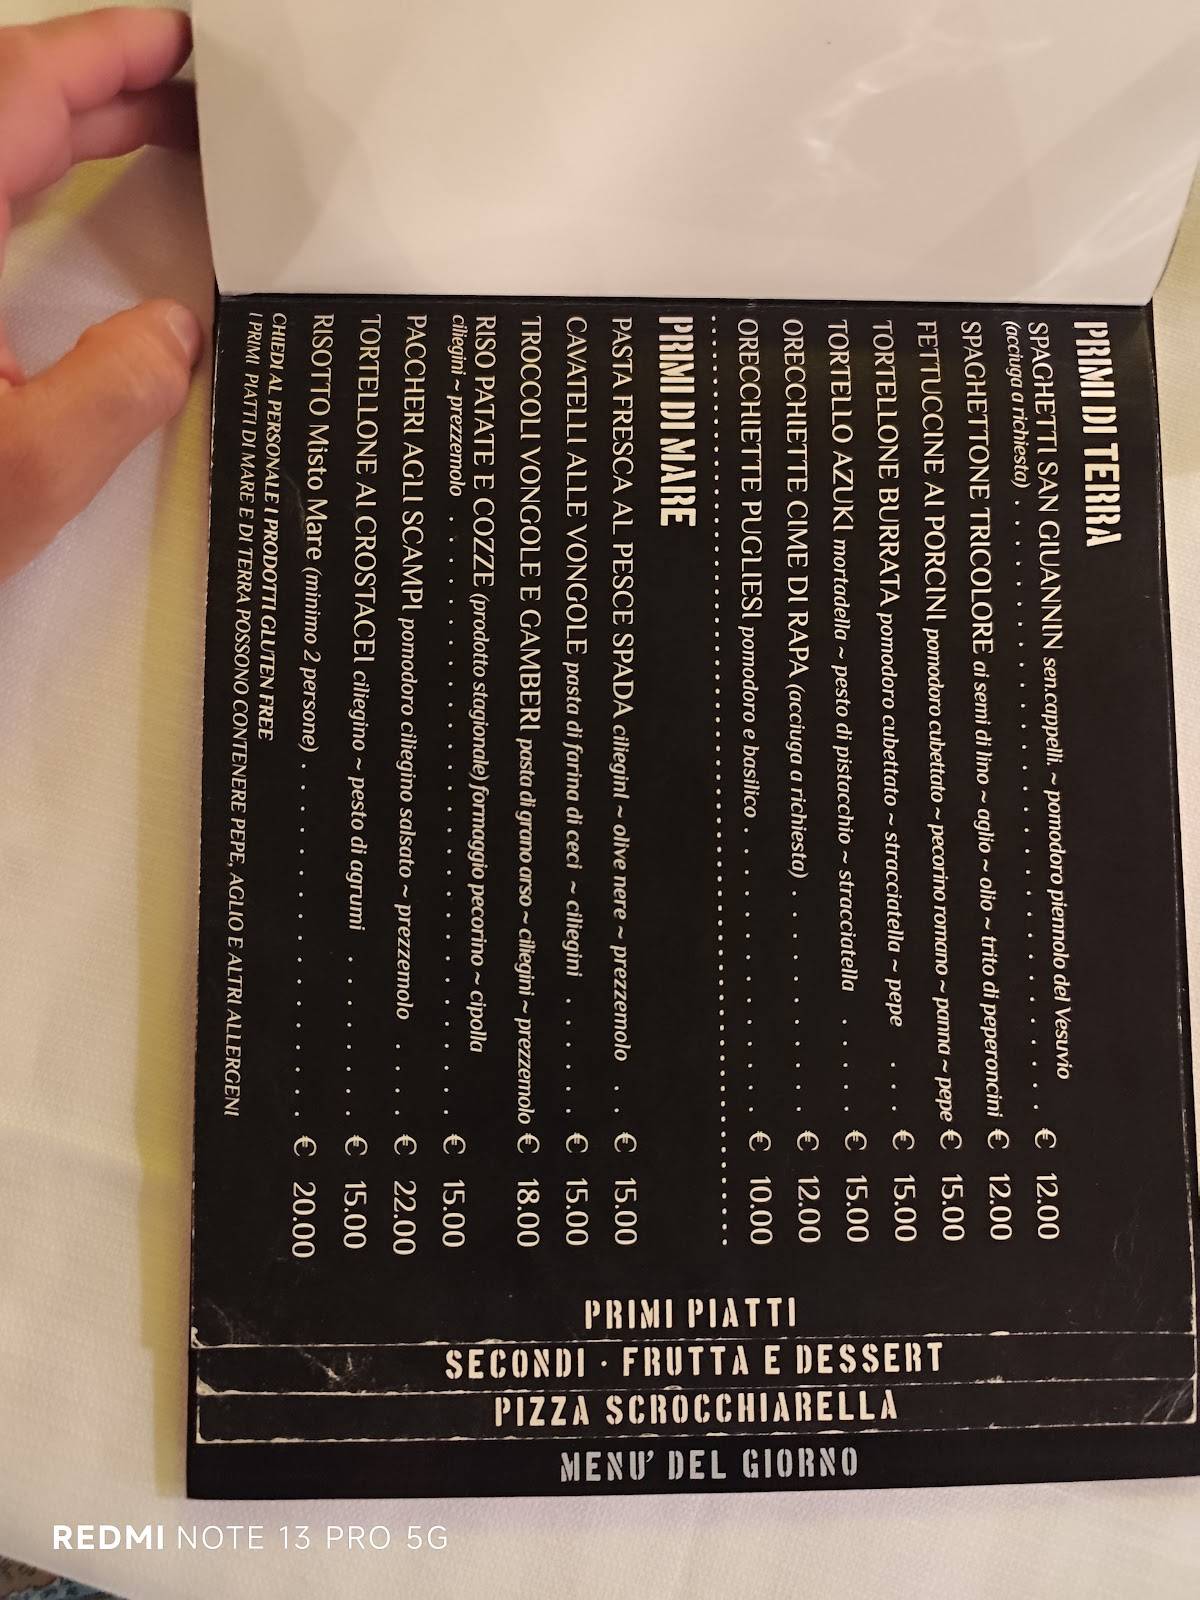 PRIMI DI TERRA
SPAGHETTI SAN GIUANNIN sen.cappelli. ~ pomodoro piennolo del Vesuvio
(acciuga a richiesta) . . . . . . . . . . . . . . . . . . . . . . € 12.00
SPAGHETTONE TRICOLORE ai semi di lino ~ aglio ~ olio ~ trito di peperoncini € 12.00
FETTUCCINE AI PORCINI pomodoro cubettato ~ pecorino romano ~ panna ~ pepe € 15.00
TORTELLONE BURRATA pomodoro cubettato ~ stracciatella ~ pepe . . . € 15.00
TORTELLO AZUKI mortadella ~ pesto di pistacchio ~ stracciatella . . . . € 15.00
ORECCHIETTE CIME DI RAPA (acciuga a richiesta) . . . . . . . . € 12.00
ORECCHIETTE PUGLIESI pomodoro e basilico . . . . . . . . . . € 10.00
PRIMI DI MARE
PASTA FRESCA AL PESCE SPADA ciliegini ~ olive nere ~ prezzemolo . . € 15.00
CAVATELLI ALLE VONGOLE pasta di farina di ceci ~ ciliegini . . . . . € 15.00
TROCCOLI VONGOLE E GAMBERI pasta di grano arso ~ ciliegini ~ prezzemolo € 18.00
RISO PATATE E COZZE (prodotto stagionale) formaggio pecorino ~ cipolla
ciliegini ~ prezzemolo . . . . . . . . . . . . . . . . . . . . . . € 15.00
PACCHERI AGLI SCAMPI pomodoro ciliegino salsato ~ prezzemolo . . . . € 22.00
TORTELLONE AI CROSTACEI ciliegino ~ pesto di agrumi . . . . . . . € 15.00
RISOTTO Misto Mare (minimo 2 persone) . . . . . . . . . . . . . € 20.00
CHIEDI AL PERSONALE I PRODOTTI GLUTEN FREE
I PRIMI PIATTI DI MARE E DI TERRA POSSONO CONTENERE PEPE, AGLIO E ALTRI ALLERGENI
PRIMI PIATTI
SECONDI · FRUTTA E DESSERT
PIZZA SCROCCHIARELLA
MENU' DEL GIORNO
REDMI NOTE 13 PRO 5G